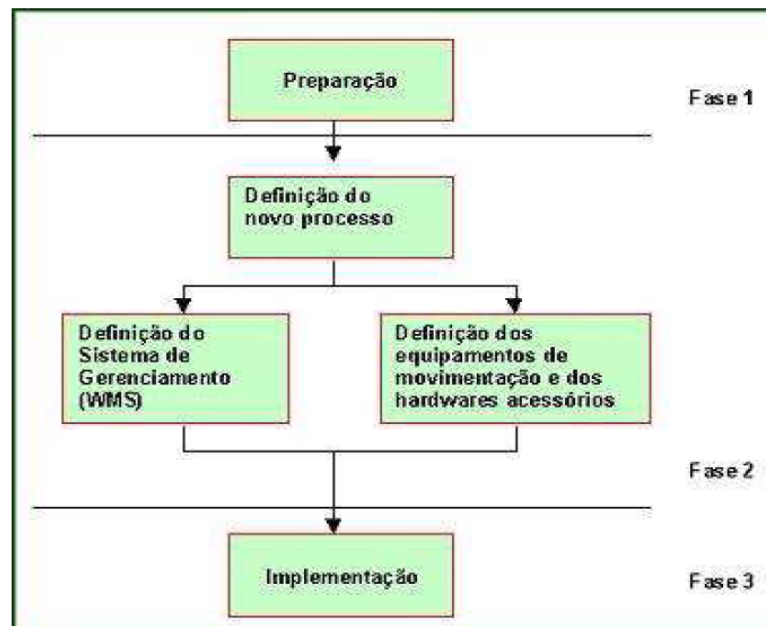 Preparação
Fase 1
Definição do
novo processo
Definição do
Sistema de
Gerenciamento
(WMS)
Definição dos
equipamentos de
movimentação e dos
hardwares acessórios
Fase 2
Implementação
Fase 3